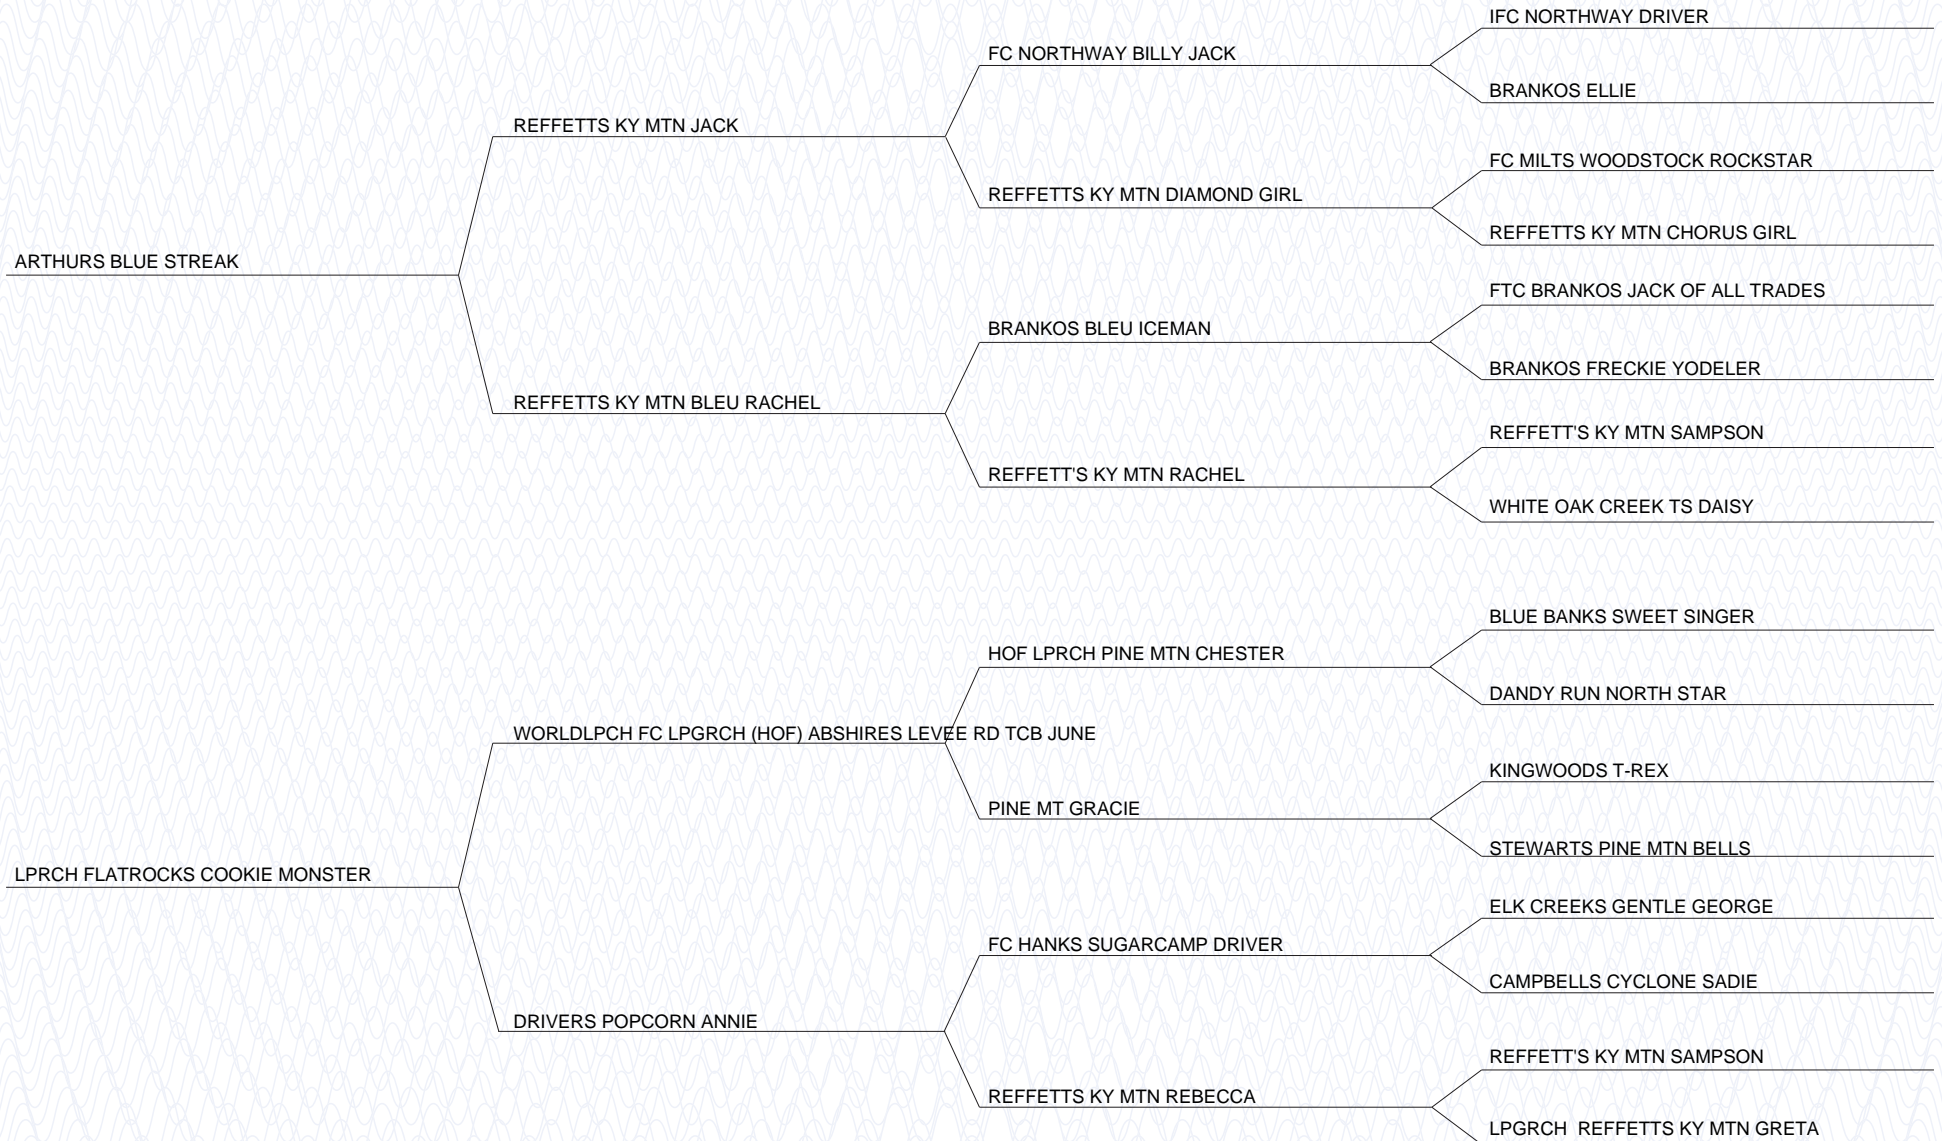 IFC NORTHWAY DRIVER
FC NORTHWAY BILLY JACK
BRANKOS ELLIE
REFFETTS KY MTN JACK
FC MILTS WOODSTOCK ROCKSTAR
REFFETTS KY MTN DIAMOND GIRL
REFFETTS KY MTN CHORUS GIRL
ARTHURS BLUE STREAK
FTC BRANKOS JACK OF ALL TRADES
BRANKOS BLEU ICEMAN
BRANKOS FRECKIE YODELER
REFFETTS KY MTN BLEU RACHEL
REFFETT'S KY MTN SAMPSON
REFFETT'S KY MTN RACHEL
WHITE OAK CREEK TS DAISY
BLUE BANKS SWEET SINGER
HOF LPRCH PINE MTN CHESTER
DANDY RUN NORTH STAR
WORLDLPCH FC LPGRCH (HOF) ABSHIRES LEVEE RD TCB JUNE
KINGWOODS T-REX
PINE MT GRACIE
STEWARTS PINE MTN BELLS
LPRCH FLATROCKS COOKIE MONSTER
ELK CREEKS GENTLE GEORGE
FC HANKS SUGARCAMP DRIVER
CAMPBELLS CYCLONE SADIE
DRIVERS POPCORN ANNIE
REFFETT'S KY MTN SAMPSON
REFFETTS KY MTN REBECCA
LPGRCH  REFFETTS KY MTN GRETA